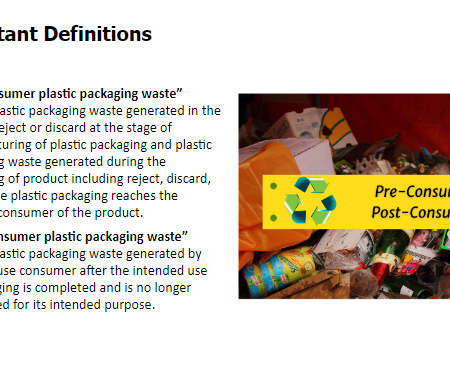 tant Definitions
sumer plastic packaging waste”
astic packaging waste generated in the
eject or discard at the stage of
turing of plastic packaging and plastic
g waste generated during the
g of product including reject, discard,
e plastic packaging reaches the
consumer of the product.
nsumer plastic packaging waste”
astic packaging waste generated by
use consumer after the intended use
ging is completed and is no longer
ed for its intended purpose.
Pre-Consu
Post-Consu